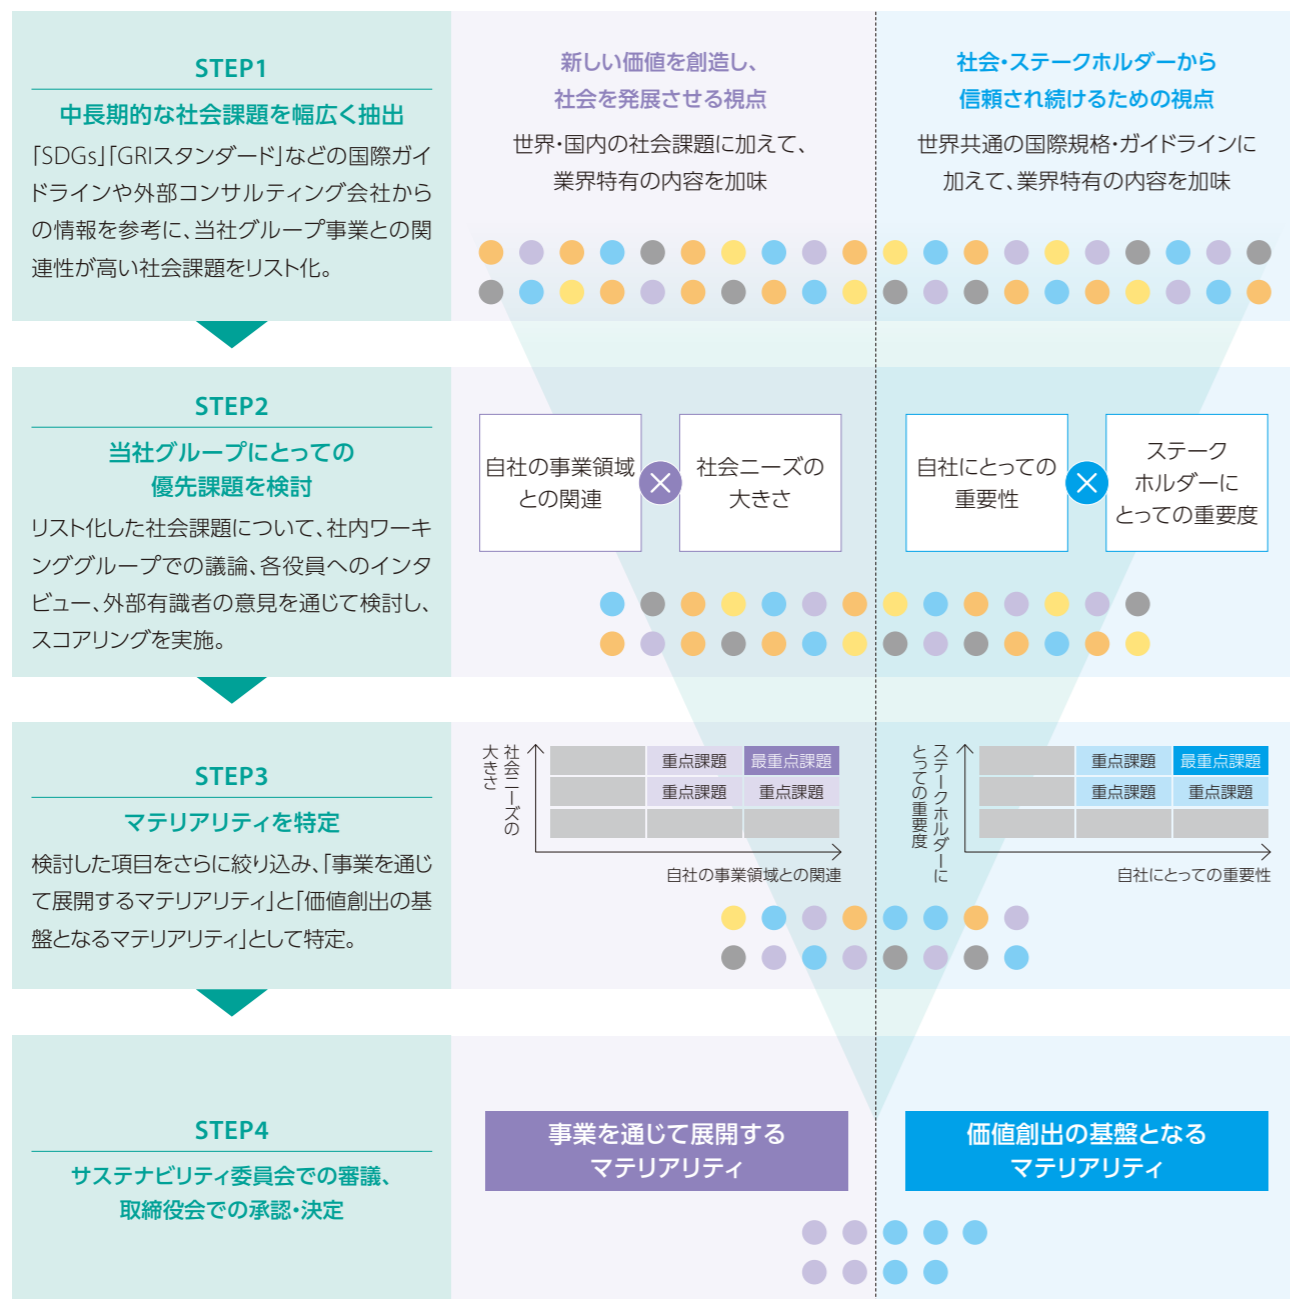 STEP1
中長期的な社会課題を幅広く抽出
「SDGs」「GRIスタンダード」などの国際ガイ
ドラインや外部コンサルティング会社から
の情報を参考に、当社グループ事業との関
連性が高い社会課題をリスト化。
新しい価値を創造し、
社会を発展させる視点
世界・国内の社会課題に加えて、
業界特有の内容を加味
社会・ステークホルダーから
信頼され続けるための視点
世界共通の国際規格・ガイドラインに
加えて、業界特有の内容を加味
STEP2
当社グループにとっての
優先課題を検討
リスト化した社会課題について、社内ワーキ
ンググループでの議論、各役員へのインタ
ビュー、外部有識者の意見を通じて検討し、
スコアリングを実施。
自社の事業領域
との関連
×
社会ニーズの
大きさ
自社にとっての
重要性
×
ステーク
ホルダーに
とっての重要度
STEP3
マテリアリティを特定
検討した項目をさらに絞り込み、「事業を通じ
て展開するマテリアリティ」と「価値創出の基
盤となるマテリアリティ」として特定。
社会ニーズの
大きさ
重点課題
最重点課題
重点課題
重点課題
自社の事業領域との関連
ステークホルダーに
とっての重要度
重点課題
最重点課題
重点課題
重点課題
自社にとっての重要性
STEP4
サステナビリティ委員会での審議、
取締役会での承認・決定
事業を通じて展開する
マテリアリティ
価値創出の基盤となる
マテリアリティ